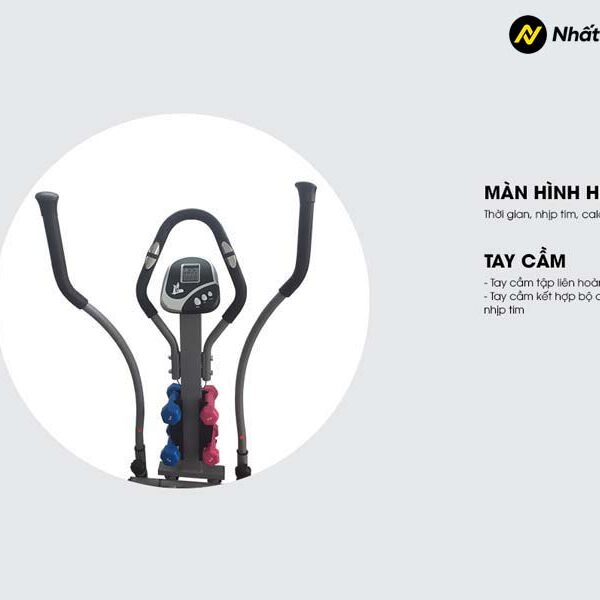 Nhất
MÀN HÌNH H
Thời gian, nhịp tim, calo
TAY CẦM
- Tay cầm tập liên hoàn
- Tay cầm kết hợp bộ c
nhịp tim